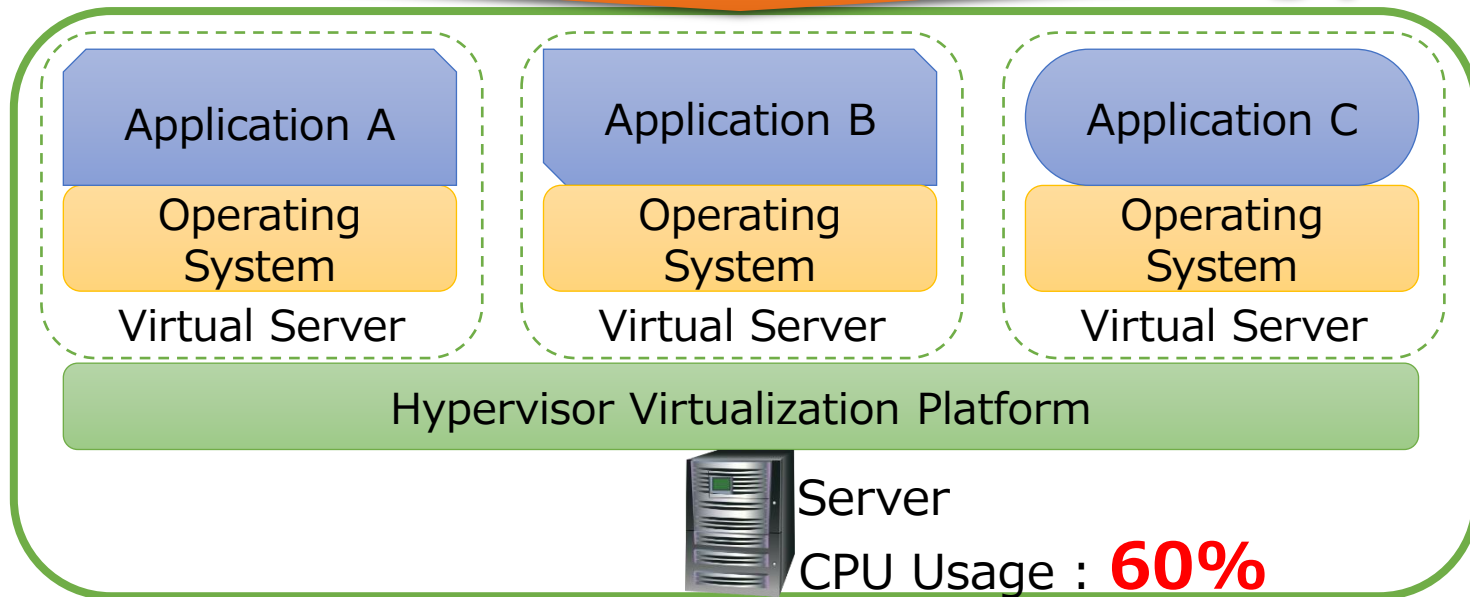 Application A
Application B
Application C
Operating
System
Operating
System
Operating
System
Virtual Server
Virtual Server
Virtual Server
Hypervisor Virtualization Platform
Server
CPU Usage : 60%